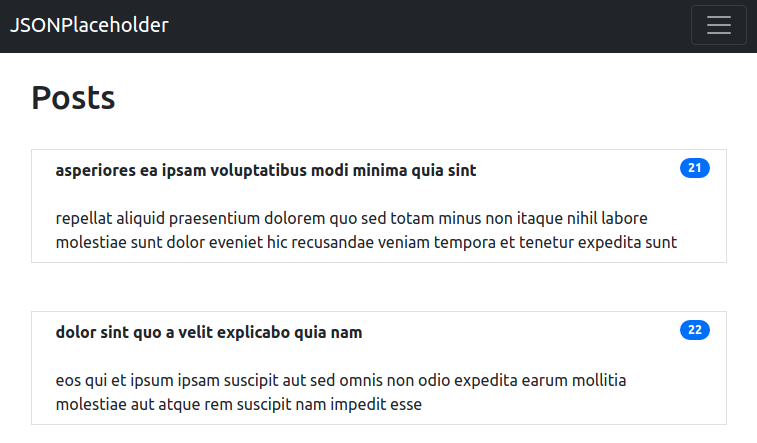 JSONPlaceholder
Posts
asperiores ea ipsam voluptatibus modi minima quia sint 21
repellat aliquid praesentium dolorem quo sed totam minus non itaque nihil labore
molestiae sunt dolor eveniet hic recusandae veniam tempora et tenetur expedita sunt
dolor sint quo a velit explicabo quia nam 22
eos qui et ipsum ipsam suscipit aut sed omnis non odio expedita earum mollitia
molestiae aut atque rem suscipit nam impedit esse